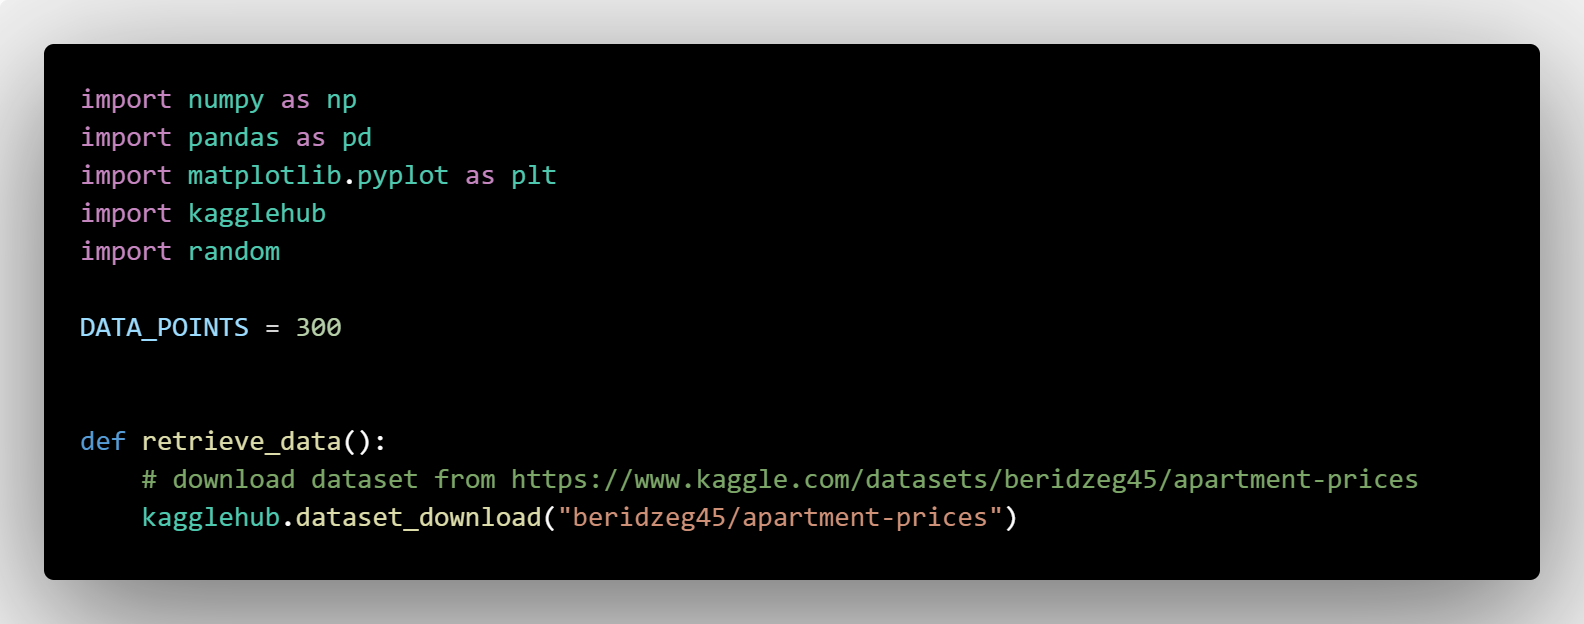 import numpy as np
import pandas as pd
import matplotlib.pyplot as plt
import kagglehub
import random
DATA_POINTS = 300
def retrieve_data():
    # download dataset from https://www.kaggle.com/datasets/beridzeg45/apartment-prices
    kagglehub.dataset_download("beridzeg45/apartment-prices")